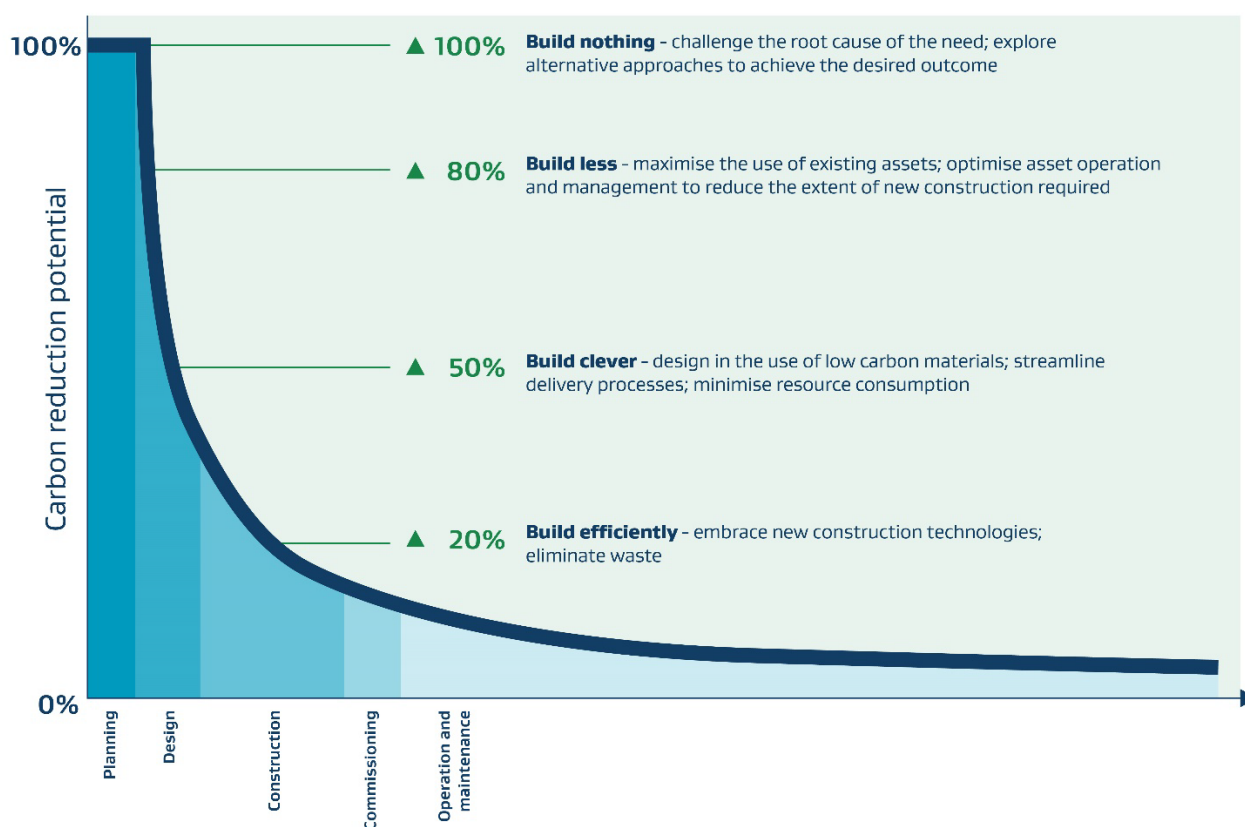 100%
▲ 100%
Build nothing - challenge the root cause of the need; explore
alternative approaches to achieve the desired outcome
▲ 80%
Build less - maximise the use of existing assets; optimise asset operation
and management to reduce the extent of new construction required
Carbon reduction potential
▲ 50%
Build clever - design in the use of low carbon materials; streamline
delivery processes; minimise resource consumption
▲ 20%
Build efficiently - embrace new construction technologies;
eliminate waste
0%
Planning
Design
Construction
Commissioning
Operation and
maintenance